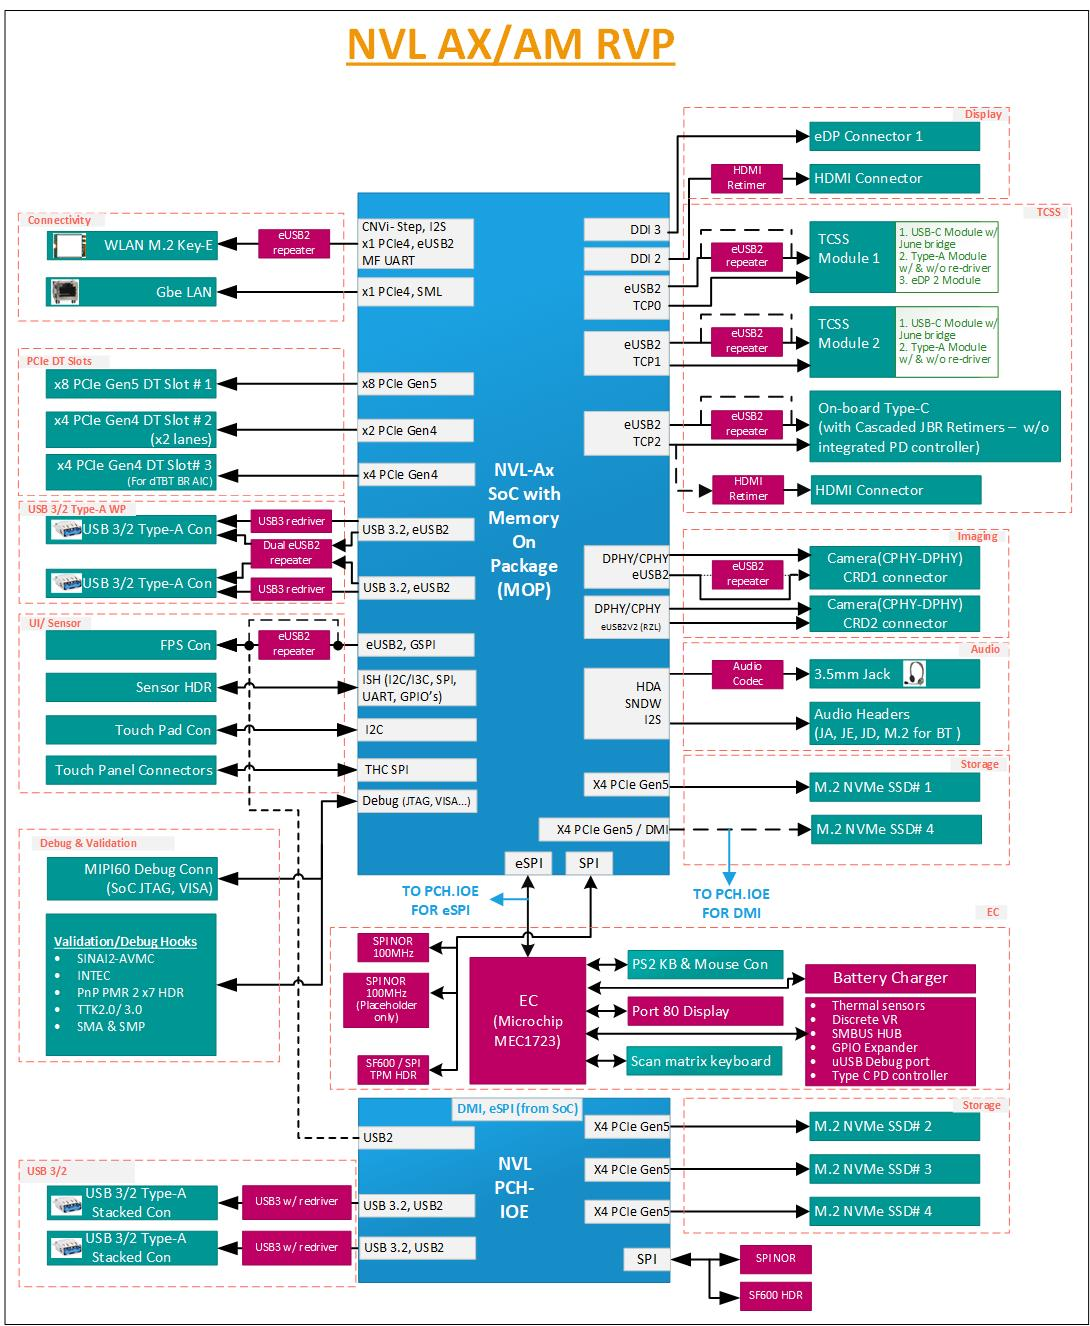 NVL AX/AM RVP
Connectivity
WLAN M.2 Key-E
eUSB2
repeater
CNVi- Step, I2S
x1 PCIe4, eUSB2
MF UART
Gbe LAN
x1 PCIe4, SML
PCIe DT Slots
x8 PCIe Gen5 DT Slot # 1
x8 PCIe Gen5
x4 PCIe Gen4 DT Slot # 2
(x2 lanes)
x2 PCIe Gen4
x4 PCIe Gen4 DT Slot# 3
(For dTBT BR AIC)
x4 PCIe Gen4
USB 3/2 Type-A WP
USB 3/2 Type-A Con
USB3 redriver
USB 3.2, eUSB2
Dual eUSB2
repeater
USB 3/2 Type-A Con
USB3 redriver
USB 3.2, eUSB2
UI/ Sensor
FPS Con
eUSB2
repeater
eUSB2, GSPI
Sensor HDR
ISH (I2C/I3C, SPI,
UART, GPIO's)
Touch Pad Con
I2C
Touch Panel Connectors
THC SPI
Debug (JTAG, VISA...)
Debug & Validation
MIPI60 Debug Conn
(SoC JTAG, VISA)
Validation/Debug Hooks
• SINAI2-AVMC
• INTEC
• PnP PMR 2 x7 HDR
• TTK2.0/ 3.0
• SMA & SMP
NVL-Ax
SoC with
Memory
On
Package
(MOP)
Display
DDI 3
eDP Connector 1
DDI 2
HDMI
Retimer
HDMI Connector
TCSS
eUSB2
TCP0
eUSB2
repeater
TCSS
Module 1
1. USB-C Module w/
June bridge
2. Type-A Module
w/ & w/o re-driver
3. eDP 2 Module
eUSB2
TCP1
eUSB2
repeater
TCSS
Module 2
1. USB-C Module w/
June bridge
2. Type-A Module
w/ & w/o re-driver
eUSB2
TCP2
eUSB2
repeater
On-board Type-C
(with Cascaded JBR Retimers – w/o
integrated PD controller)
HDMI
Retimer
HDMI Connector
Imaging
DPHY/CPHY
eUSB2
eUSB2
repeater
Camera(CPHY-DPHY)
CRD1 connector
DPHY/CPHY
eUSB2V2 (RZL)
Camera(CPHY-DPHY)
CRD2 connector
Audio
HDA
SNDW
I2S
Audio
Codec
3.5mm Jack
Audio Headers
(JA, JE, JD, M.2 for BT )
Storage
X4 PCIe Gen5
M.2 NVMe SSD# 1
X4 PCIe Gen5 / DMI
M.2 NVMe SSD# 4
eSPI
SPI
TO PCH.IOE
FOR eSPI
TO PCH.IOE
FOR DMI
EC
SPI NOR
100MHz
SPI NOR
100MHz
(Placeholder
only)
SF600 / SPI
TPM HDR
EC
(Microchip
MEC1723)
PS2 KB & Mouse Con
Port 80 Display
Scan matrix keyboard
Battery Charger
• Thermal sensors
• Discrete VR
• SMBUS HUB
• GPIO Expander
• uUSB Debug port
• Type C PD controller
DMI, eSPI (from SoC)
USB2
NVL
PCH-
IOE
USB 3/2
USB 3/2 Type-A
Stacked Con
USB3 w/ redriver
USB 3.2, USB2
USB 3/2 Type-A
Stacked Con
USB3 w/ redriver
USB 3.2, USB2
Storage
X4 PCIe Gen5
M.2 NVMe SSD# 2
X4 PCIe Gen5
M.2 NVMe SSD# 3
X4 PCIe Gen5
M.2 NVMe SSD# 4
SPI
SPI NOR
SF600 HDR